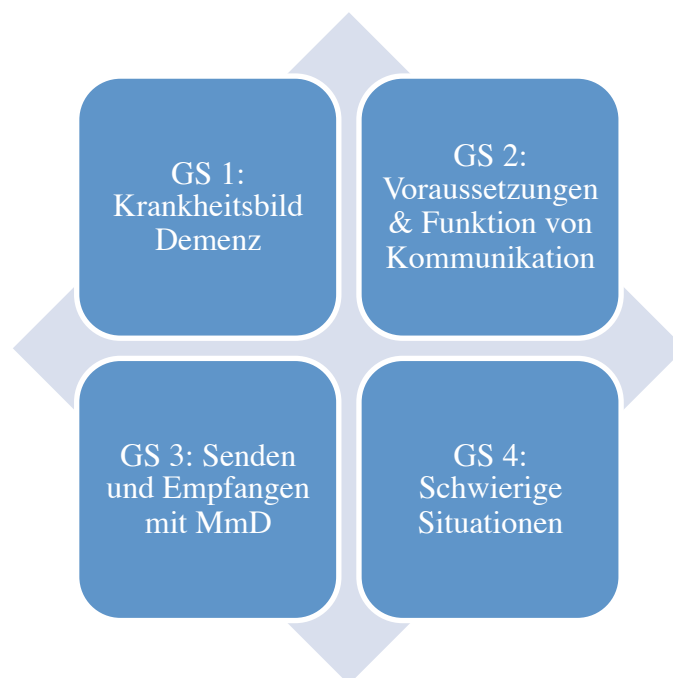 GS 1:
Krankheitsbild
Demenz
GS 2:
Voraussetzungen
& Funktion von
Kommunikation
GS 3: Senden
und Empfangen
mit MmD
GS 4:
Schwierige
Situationen